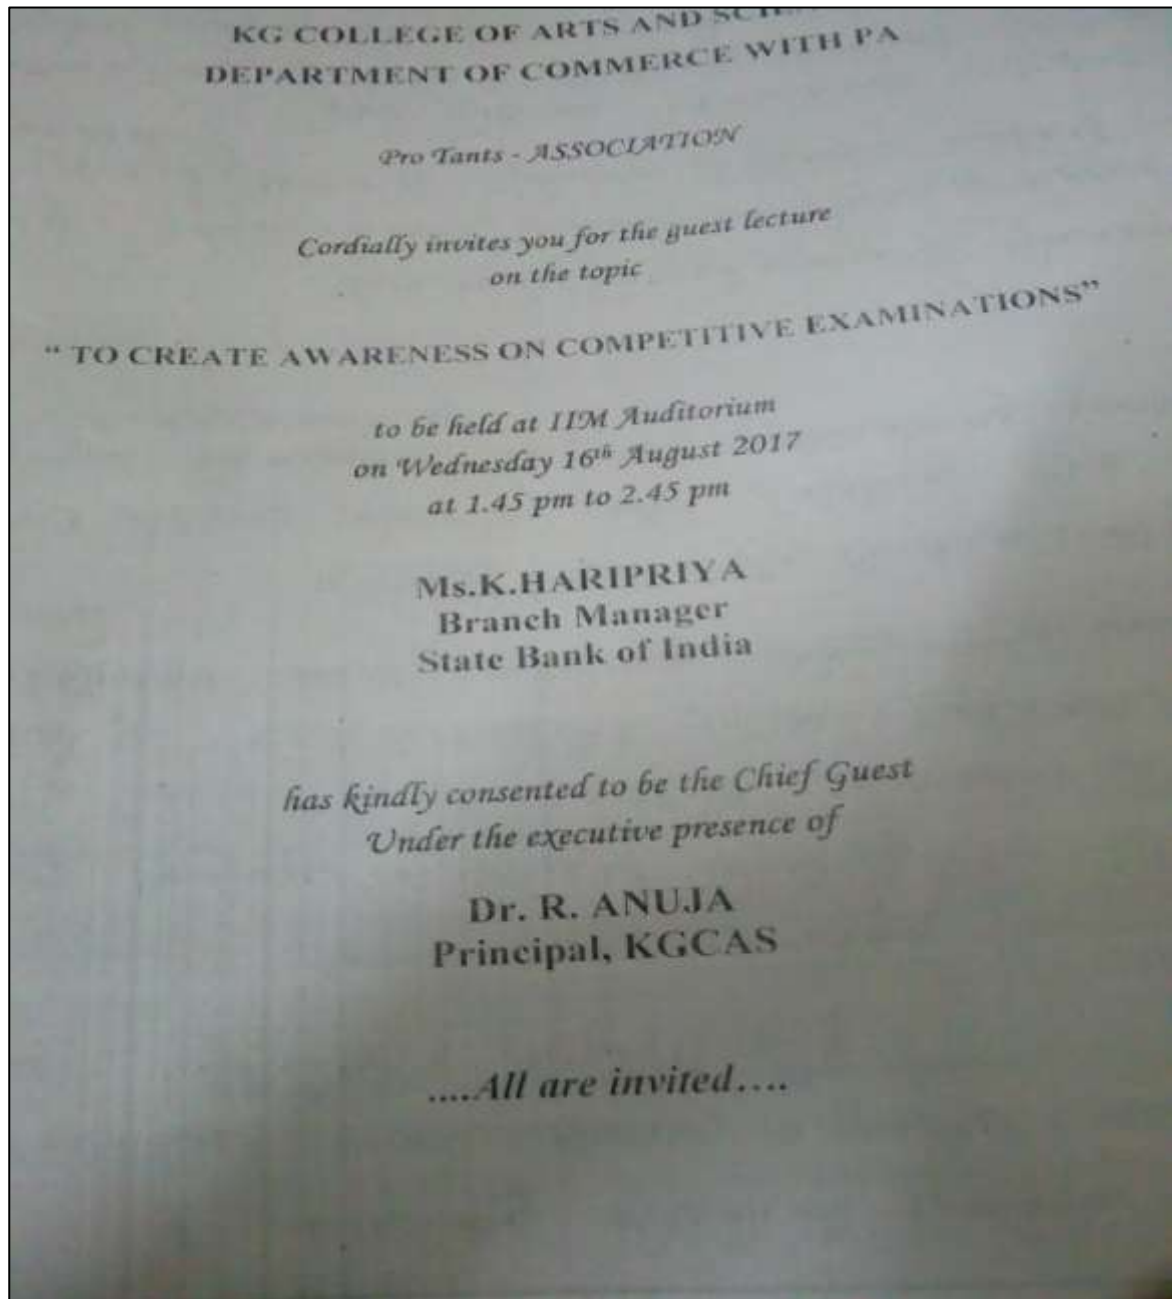 KG COLLEGE OF ARTS AND
DEPARTMENT OF COMMERCE WITH PA
Pro Tants - ASSOCIATION
Cordially invites you for the guest lecture
on the topic
“ TO CREATE AWARENESS ON COMPETITIVE EXAMINATIONS”
to be held at IIM Auditorium
on Wednesday 16th August 2017
at 1.45 pm to 2.45 pm
Ms.K.HARIPRIYA
Branch Manager
State Bank of India
has kindly consented to be the Chief Guest
Under the executive presence of
Dr. R. ANUJA
Principal, KGCAS
....All are invited....